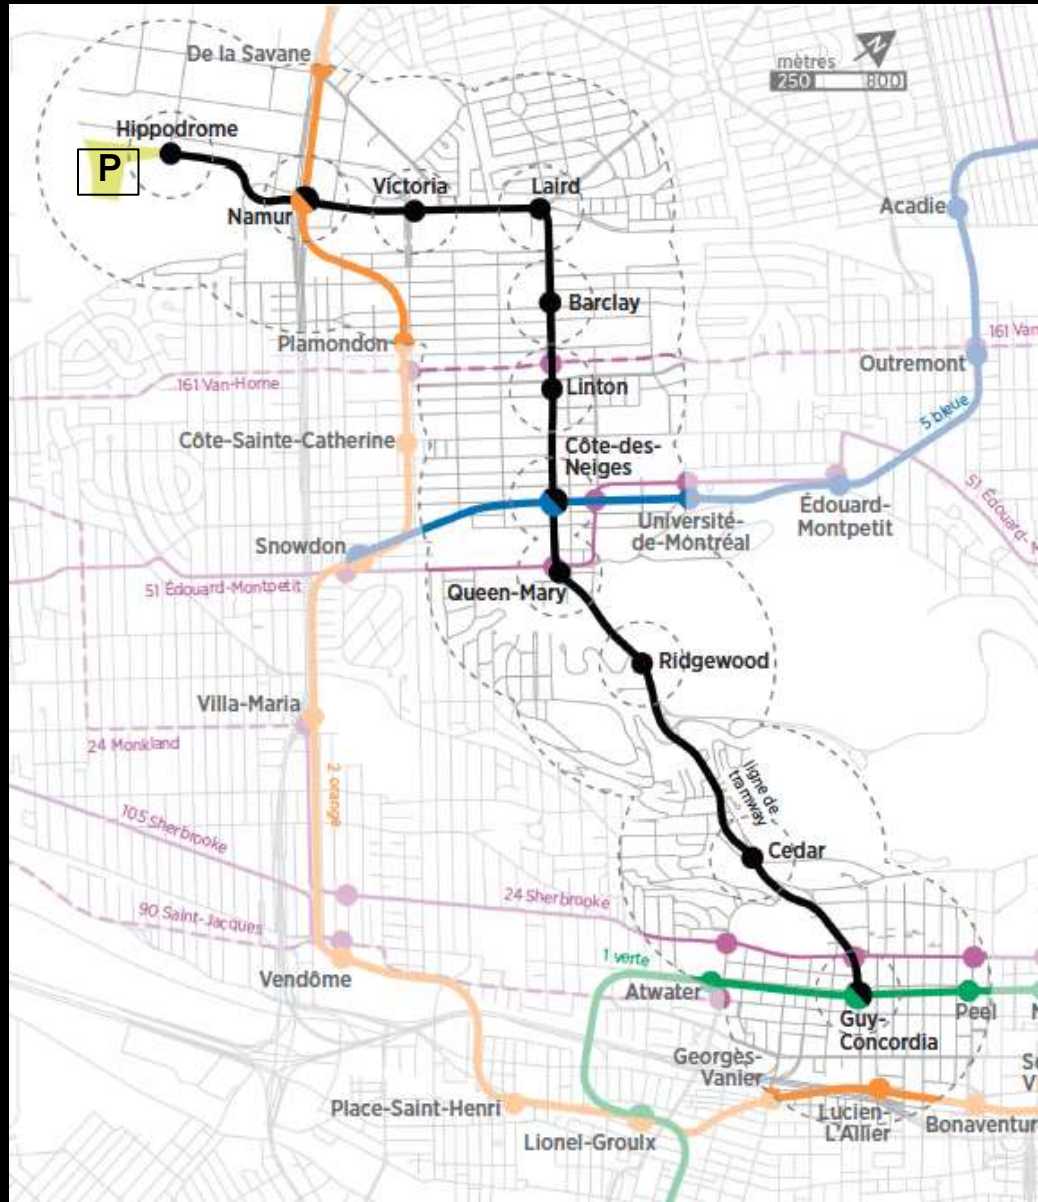 De la Savane
mètres
250 800
N
Hippodrome
P
Victoria
Laird
Namur
Acadie
Barclay
Plamondon
161 Van
161 Van-Horne
Linton
Outremont
Côte-Sainte-Catherine
Côte-des-
Neiges
5 bleue
Université-
de-Montréal
Édouard-
Montpetit
51 Édouard-M
Snowdon
51 Édouard-Montpetit
Queen-Mary
Ridgewood
Villa-Maria
24 Monkland
2 orange
ligne de
tramway
105 Sherbrooke
Cedar
24 Sherbrooke
90 Saint-Jacques
1 verte
Vendôme
Atwater
Guy-
Concordia
Peel
Georges-
Vanier
Place-Saint-Henri
Lucien-
L'Allier
Bonaventur
Lionel-Groulx